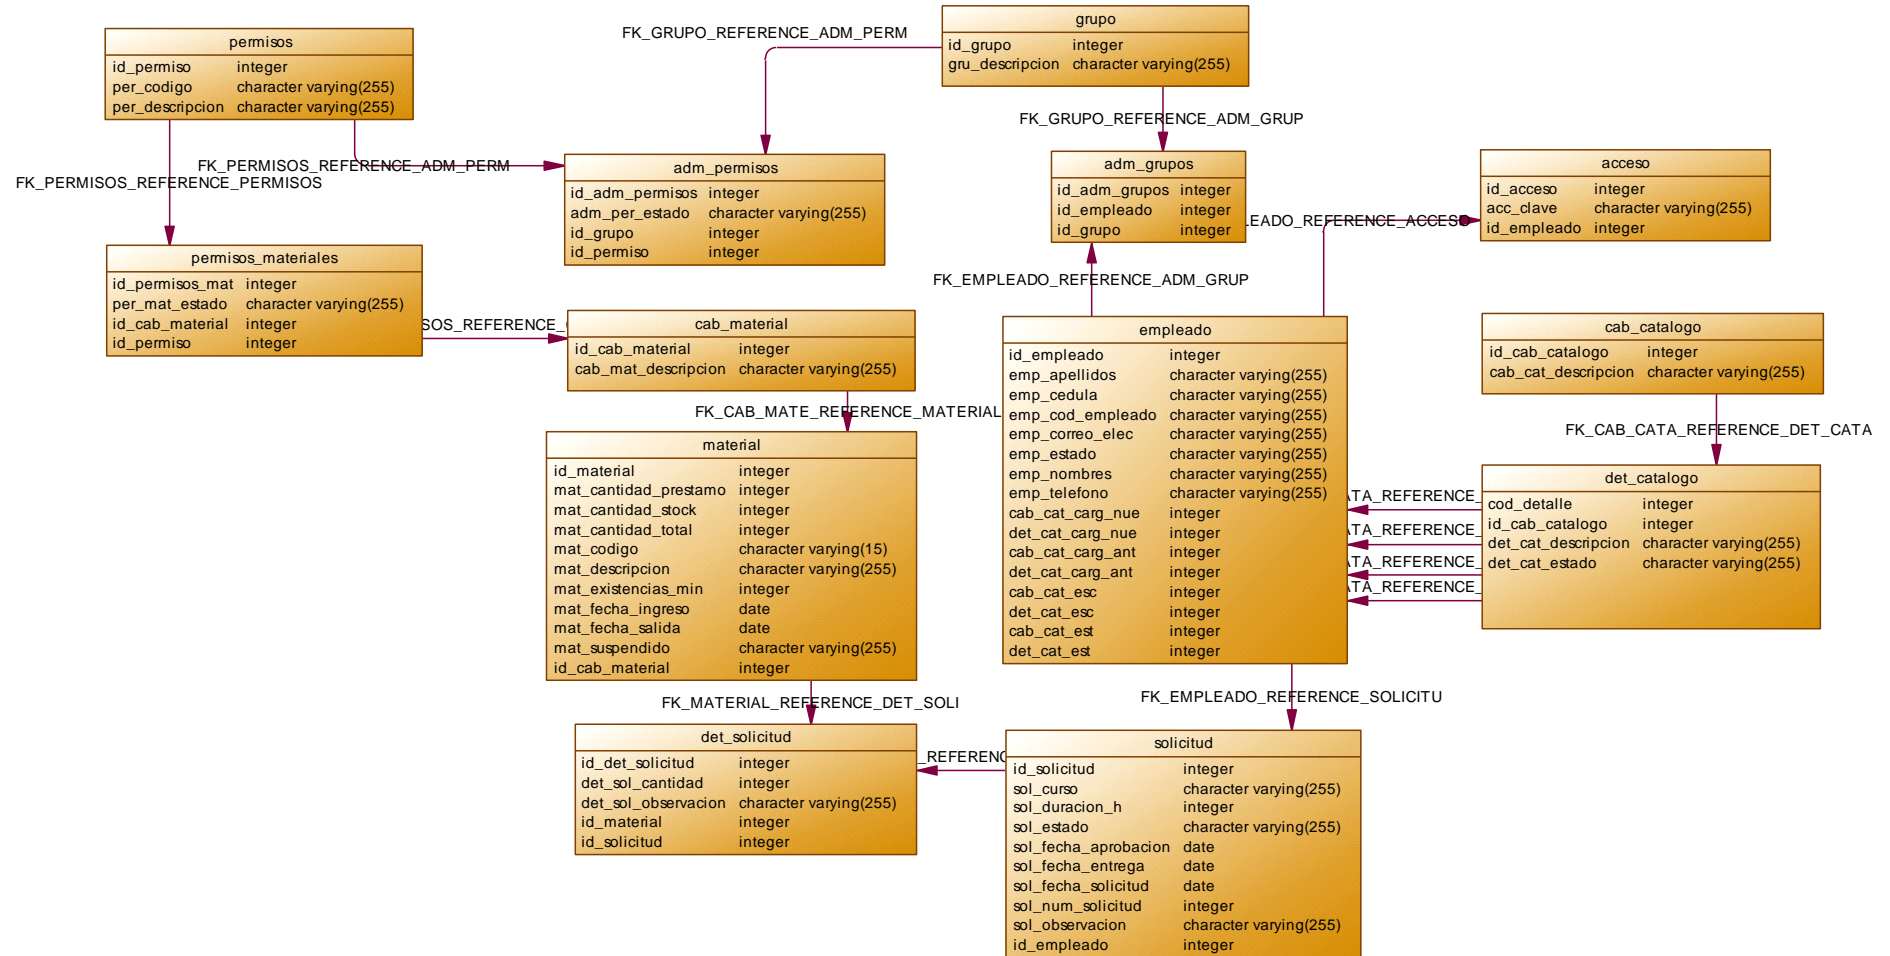 permisos
id_permiso integer
per_codigo character varying(255)
per_descripcion character varying(255)
FK_GRUPO_REFERENCE_ADM_PERM
grupo
id_grupo integer
gru_descripcion character varying(255)
FK_GRUPO_REFERENCE_ADM_GRUP
FK_PERMISOS_REFERENCE_ADM_PERM
FK_PERMISOS_REFERENCE_PERMISOS
adm_permisos
id_adm_permisos integer
adm_per_estado character varying(255)
id_grupo integer
id_permiso integer
adm_grupos
id_adm_grupos integer
id_empleado integer
id_grupo integer
LEADO_REFERENCE_ACCESO
acceso
id_acceso integer
acc_clave character varying(255)
id_empleado integer
permisos_materiales
id_permisos_mat integer
per_mat_estado character varying(255)
id_cab_material integer
id_permiso integer
SOS_REFERENCE_
FK_EMPLEADO_REFERENCE_ADM_GRUP
cab_material
id_cab_material integer
cab_mat_descripcion character varying(255)
FK_CAB_MATE_REFERENCE_MATERIAL
empleado
id_empleado integer
emp_apellidos character varying(255)
emp_cedula character varying(255)
emp_cod_empleado character varying(255)
emp_correo_elec character varying(255)
emp_estado character varying(255)
emp_nombres character varying(255)
emp_telefono character varying(255)
cab_cat_carg_nue integer
det_cat_carg_nue integer
cab_cat_carg_ant integer
det_cat_carg_ant integer
cab_cat_esc integer
det_cat_esc integer
cab_cat_est integer
det_cat_est integer
cab_catalogo
id_cab_catalogo integer
cab_cat_descripcion character varying(255)
FK_CAB_CATA_REFERENCE_DET_CATA
det_catalogo
cod_detalle integer
id_cab_catalogo integer
det_cat_descripcion character varying(255)
det_cat_estado character varying(255)
ATA_REFERENCE_
ATA_REFERENCE_
ATA_REFERENCE_
ATA_REFERENCE_
material
id_material integer
mat_cantidad_prestamo integer
mat_cantidad_stock integer
mat_cantidad_total integer
mat_codigo character varying(15)
mat_descripcion character varying(255)
mat_existencias_min integer
mat_fecha_ingreso date
mat_fecha_salida date
mat_suspendido character varying(255)
id_cab_material integer
FK_MATERIAL_REFERENCE_DET_SOLI
FK_EMPLEADO_REFERENCE_SOLICITU
det_solicitud
id_det_solicitud integer
det_sol_cantidad integer
det_sol_observacion character varying(255)
id_material integer
id_solicitud integer
_REFERENC
solicitud
id_solicitud integer
sol_curso character varying(255)
sol_duracion_h integer
sol_estado character varying(255)
sol_fecha_aprobacion date
sol_fecha_entrega date
sol_fecha_solicitud date
sol_num_solicitud integer
sol_observacion character varying(255)
id_empleado integer